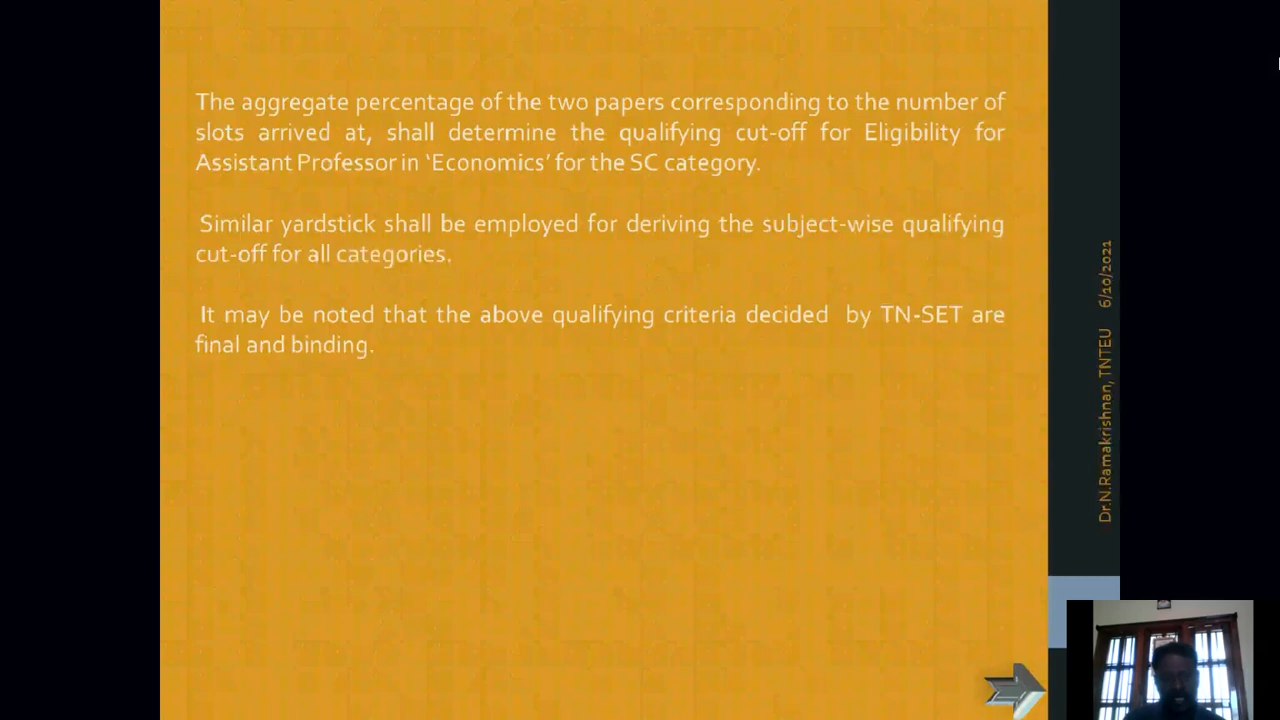 The aggregate percentage of the two papers corresponding to the number of
slots arrived at, shall determine the qualifying cut-off for Eligibility for
Assistant Professor in ‘Economics’ for the SC category.
Similar yardstick shall be employed for deriving the subject-wise qualifying
cut-off for all categories.
It may be noted that the above qualifying criteria decided by TN-SET are
final and binding.
Dr.N.Ramakrishnan,TNTEU 6/10/2021